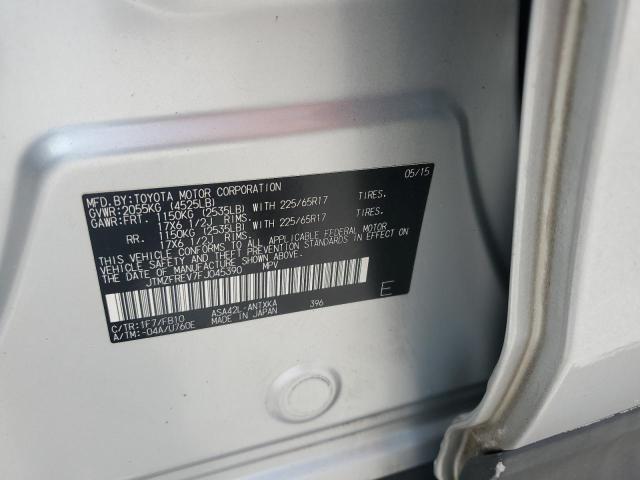 MFD.BY:TOYOTA MOTOR CORPORATION 05/15
GVWR:2055KG (4525LB)
GAWR:FRT. 1150KG (2535LB) WITH 225/65R17 TIRES.
17X6 1/2J RIMS.
RR. 1150KG (2535LB) WITH 225/65R17 TIRES.
17X6 1/2J RIMS.
THIS VEHICLE CONFORMS TO ALL APPLICABLE FEDERAL MOTOR
VEHICLE SAFETY AND THEFT PREVENTION STANDARDS IN EFFECT ON
THE DATE OF MANUFACTURE SHOWN ABOVE.
JTMZFREV7FJ045390 MPV
C/TR:1F7/FB10 ASA42L-ANTXKA 396 E
A/TM:-04A/U760E MADE IN JAPAN